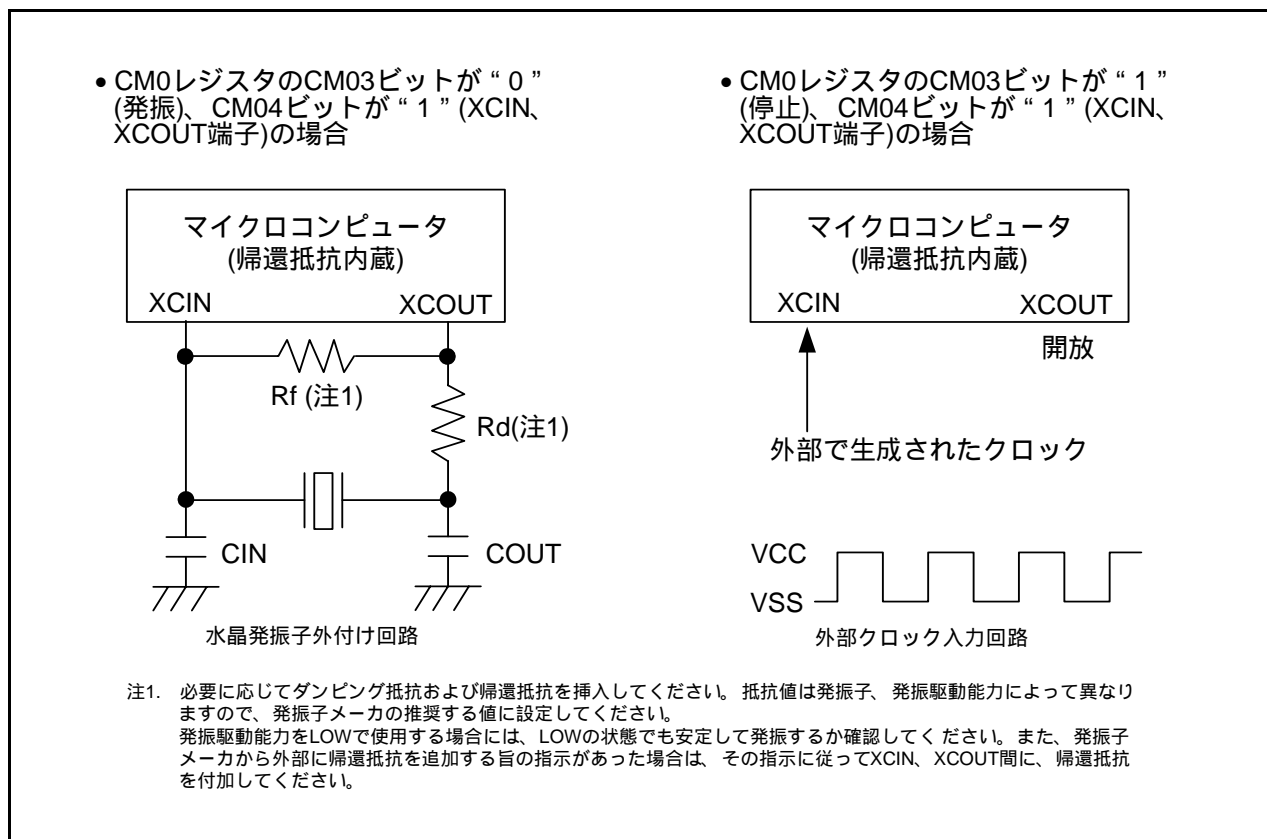 • CM0レジスタのCM03ビットが“ 0 ”
(発振)、CM04ビットが“ 1 ” (XCIN、
XCOUT端子)の場合
マイクロコンピュータ
(帰還抵抗内蔵)
XCIN
XCOUT
Rf (注1)
Rd(注1)
CIN
COUT
水晶発振子外付け回路
• CM0レジスタのCM03ビットが“ 1 ”
(停止)、CM04ビットが“ 1 ” (XCIN、
XCOUT端子)の場合
マイクロコンピュータ
(帰還抵抗内蔵)
XCIN
XCOUT
開放
外部で生成されたクロック
VCC
VSS
外部クロック入力回路
注1. 必要に応じてダンピング抵抗および帰還抵抗を挿入してください。抵抗値は発振子、発振駆動能力によって異なり
ますので、発振子メーカの推奨する値に設定してください。
発振駆動能力をLOWで使用する場合には、LOWの状態でも安定して発振するか確認してください。また、発振子
メーカから外部に帰還抵抗を追加する旨の指示があった場合は、その指示に従ってXCIN、XCOUT間に、帰還抵抗
を付加してください。